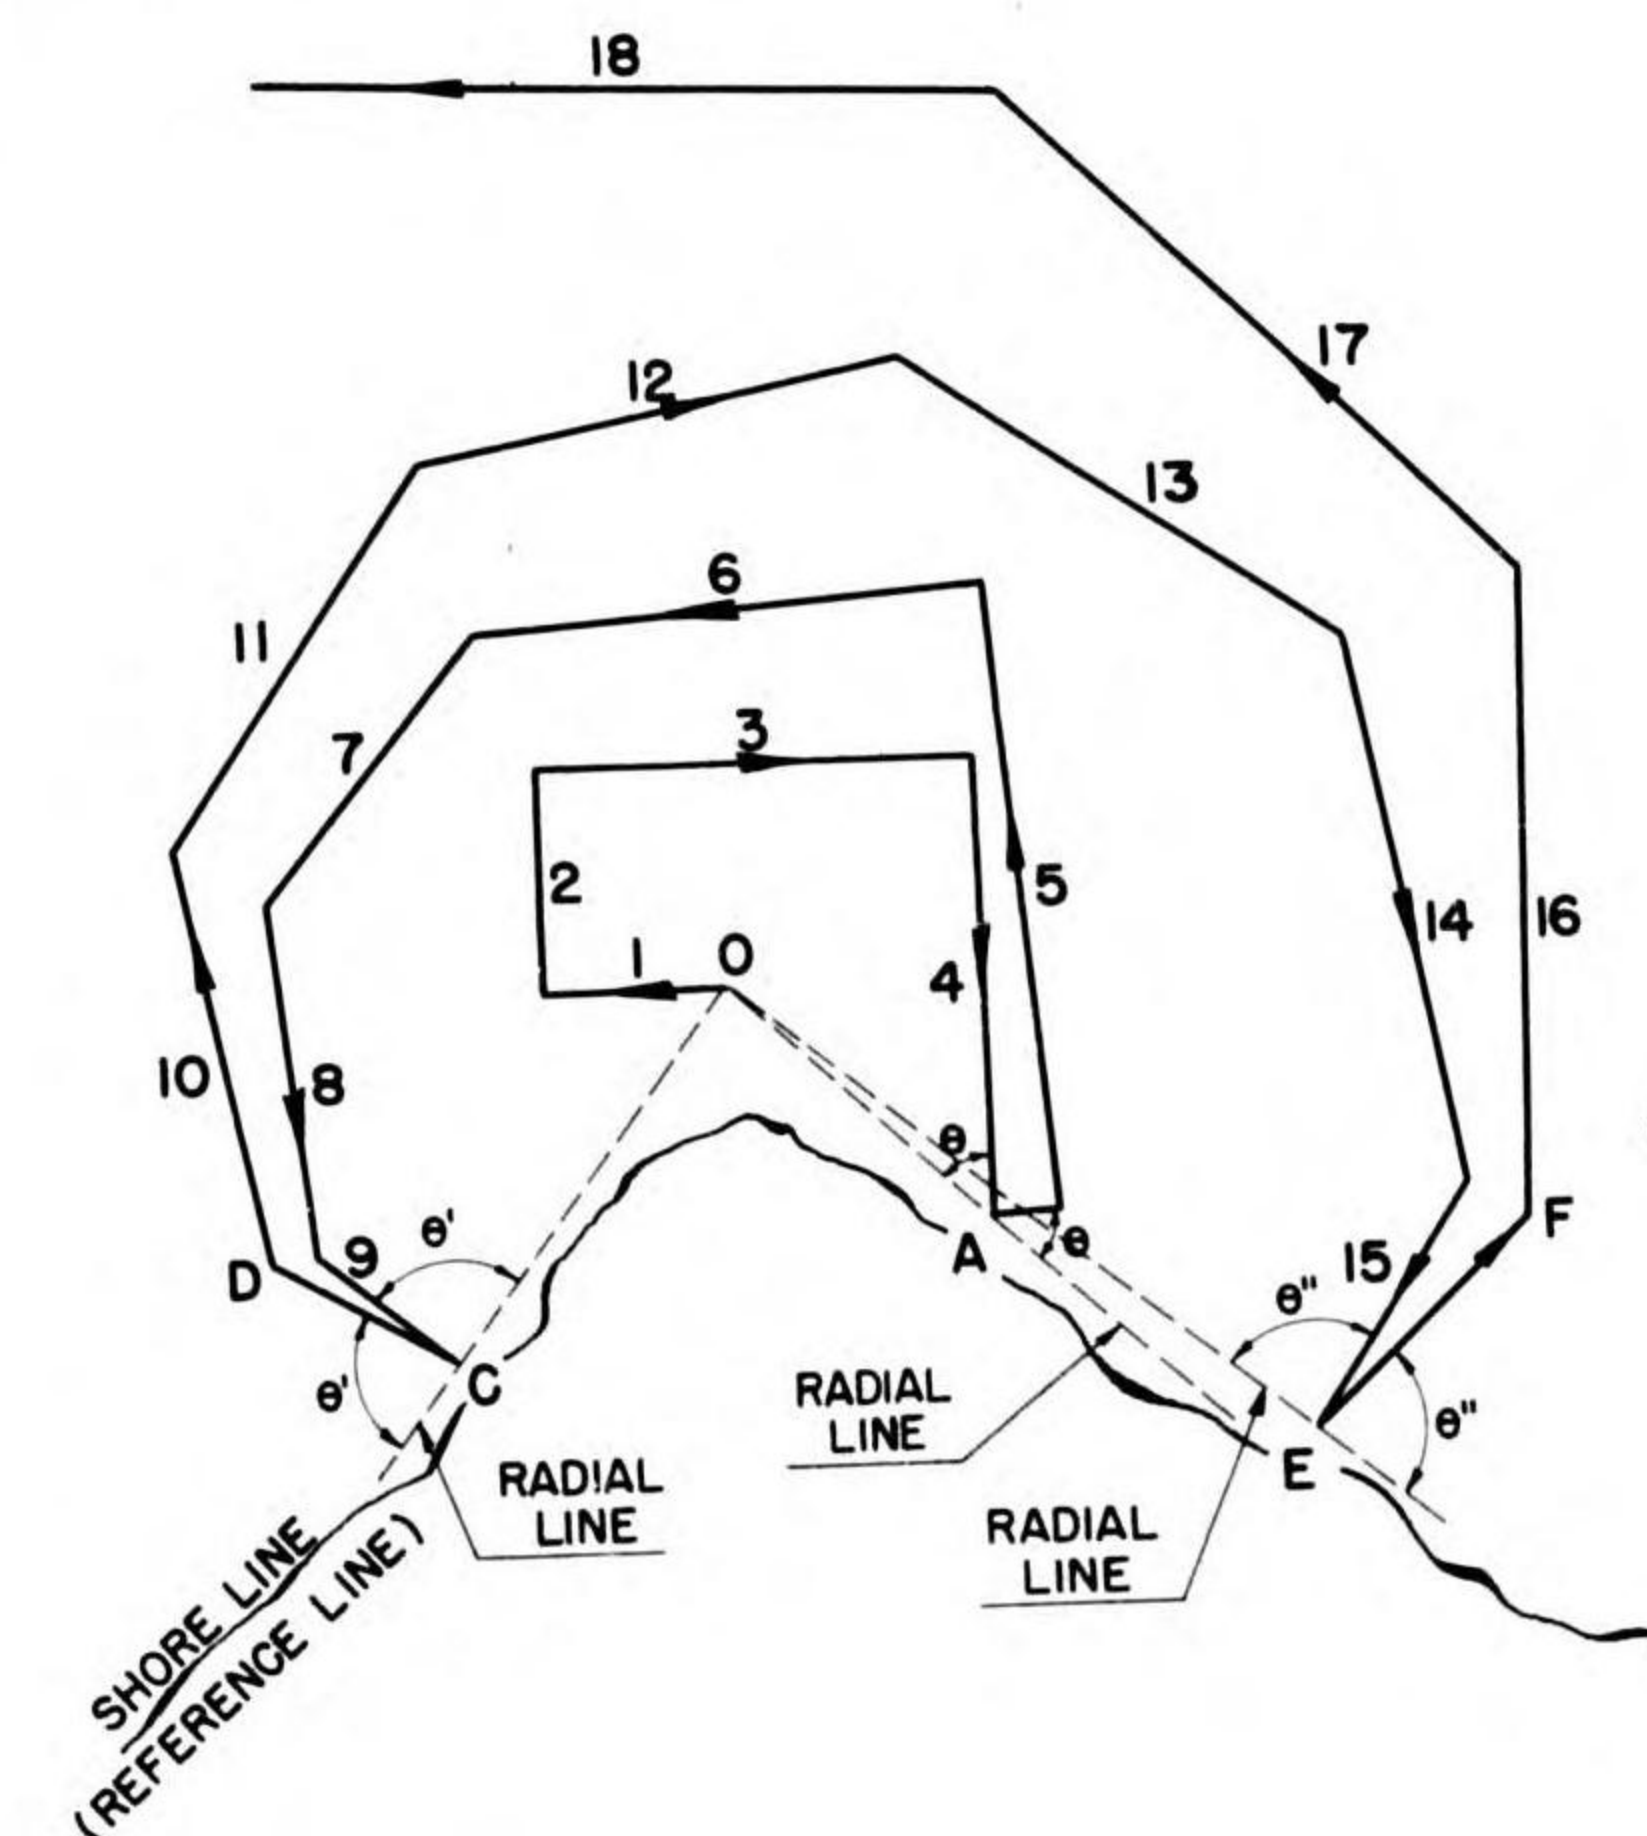 18
17
12
13
6
11
3
7
2
5
14
16
1
O
4
10
8
θ
θ'
9
D
A
θ
F
15
θ"
θ'
C
RADIAL
LINE
θ"
E
RADIAL
LINE
RADIAL
LINE
SHORE LINE
(REFERENCE LINE)